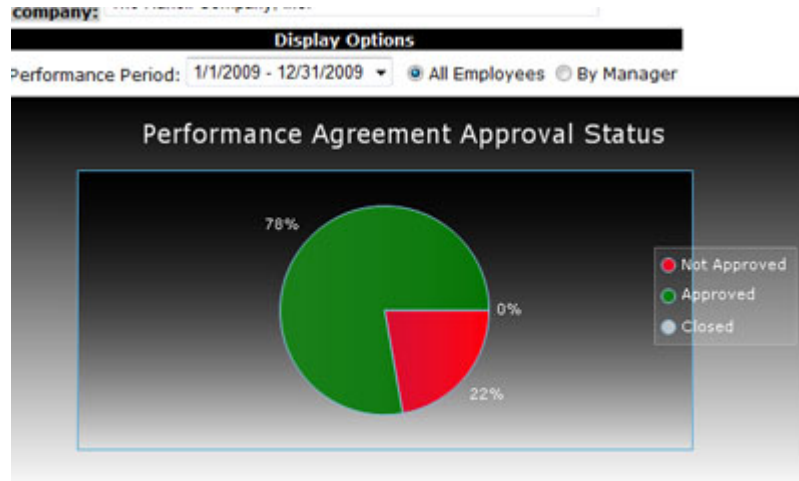 company:
Display Options
Performance Period: 1/1/2009 - 12/31/2009 All Employees By Manager
Performance Agreement Approval Status
78%
Not Approved
Approved
0%
Closed
22%